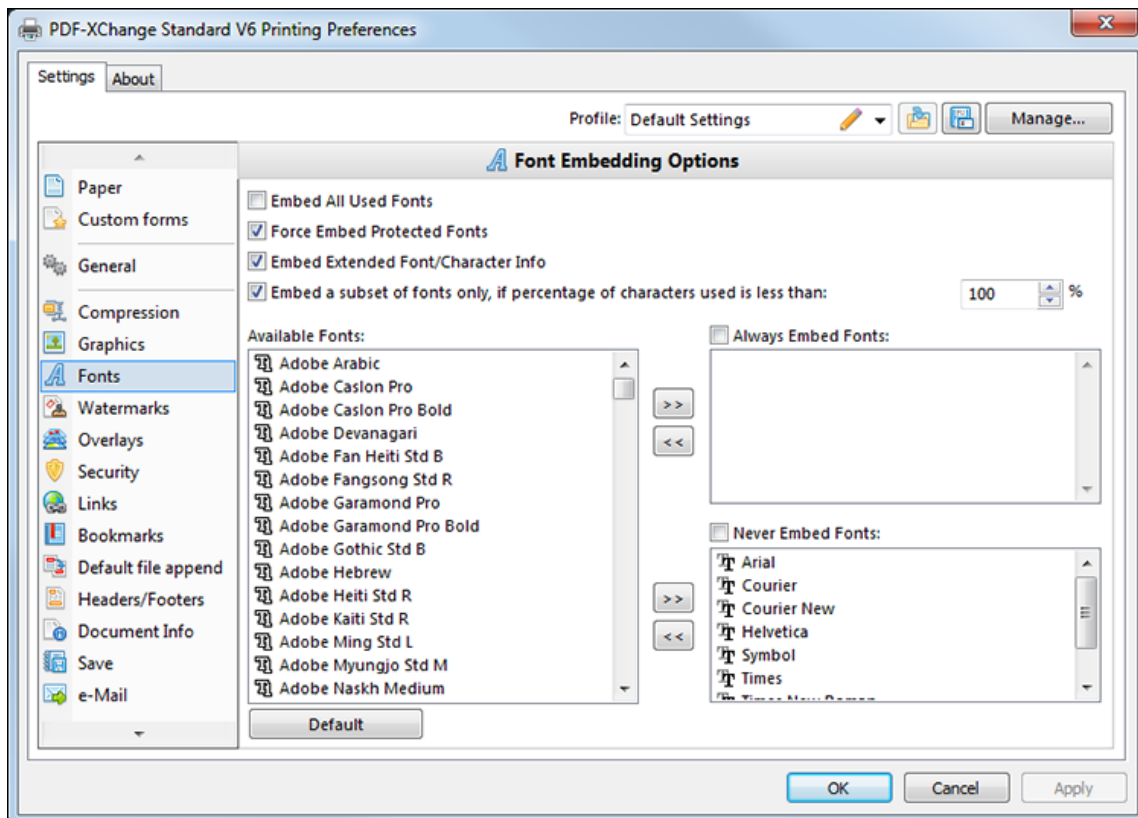 PDF-XChange Standard V6 Printing Preferences
Settings
About
Profile: Default Settings
Manage...
Paper
Custom forms
General
Compression
Graphics
Fonts
Watermarks
Overlays
Security
Links
Bookmarks
Default file append
Headers/Footers
Document Info
Save
e-Mail
Font Embedding Options
Embed All Used Fonts
Force Embed Protected Fonts
Embed Extended Font/Character Info
Embed a subset of fonts only, if percentage of characters used is less than: 100 %
Available Fonts:
Adobe Arabic
Adobe Caslon Pro
Adobe Caslon Pro Bold
Adobe Devanagari
Adobe Fan Heiti Std B
Adobe Fangsong Std R
Adobe Garamond Pro
Adobe Garamond Pro Bold
Adobe Gothic Std B
Adobe Hebrew
Adobe Heiti Std R
Adobe Kaiti Std R
Adobe Ming Std L
Adobe Myungjo Std M
Adobe Naskh Medium
Default
>>
<<
>>
<<
Always Embed Fonts:
Never Embed Fonts:
Arial
Courier
Courier New
Helvetica
Symbol
Times
Times New Roman
OK
Cancel
Apply